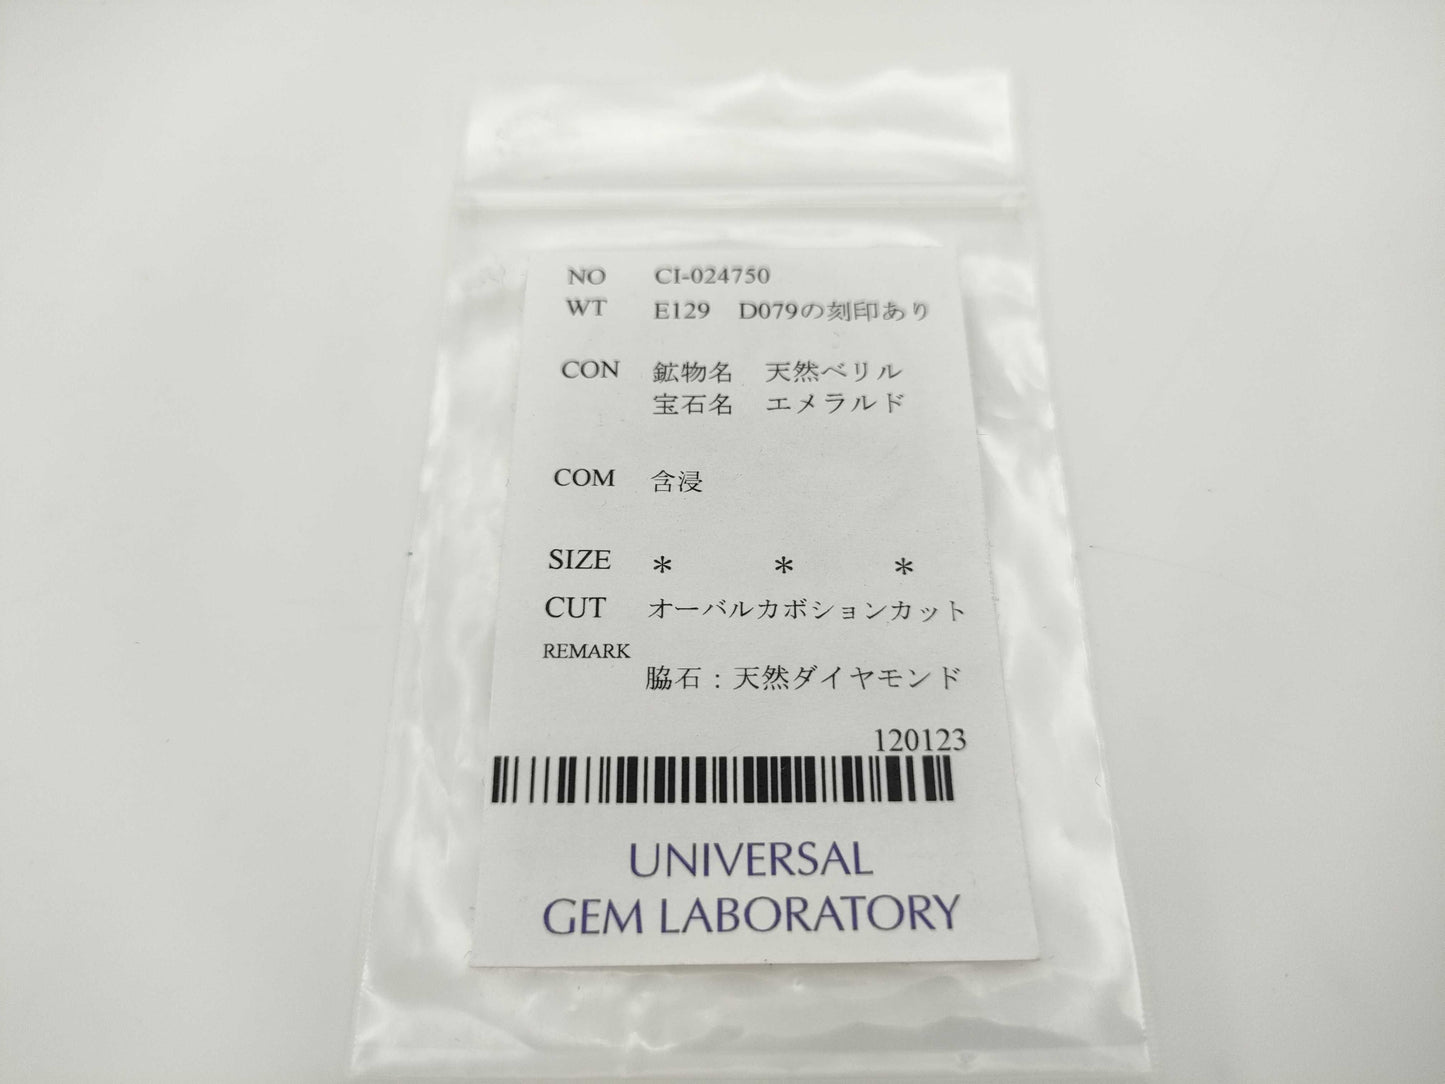 NO CI-024750
WT E129 D079の刻印あり
CON 鉱物名 天然ベリル
宝石名 エメラルド
COM 含浸
SIZE * * *
CUT オーバルカボションカット
REMARK
脇石：天然ダイヤモンド
120123
UNIVERSAL
GEM LABORATORY